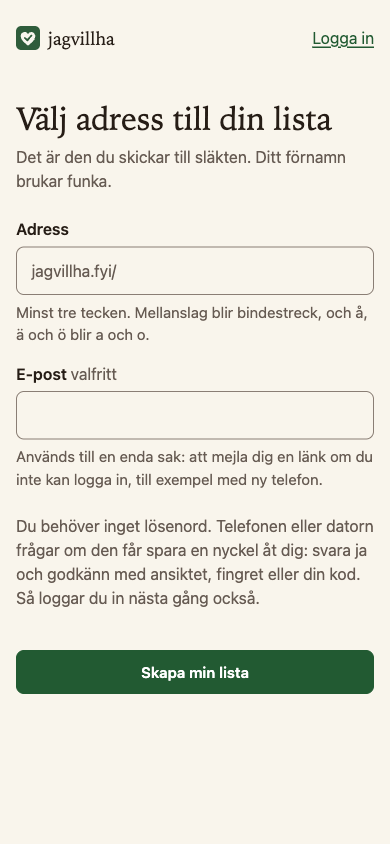 jagvillha
Logga in
Välj adress till din lista
Det är den du skickar till släkten. Ditt förnamn
brukar funka.
Adress
jagvillha.fyi/
Minst tre tecken. Mellanslag blir bindestreck, och å,
ä och ö blir a och o.
E-post valfritt
Används till en enda sak: att mejla dig en länk om du
inte kan logga in, till exempel med ny telefon.
Du behöver inget lösenord. Telefonen eller datorn
frågar om den får spara en nyckel åt dig: svara ja
och godkänn med ansiktet, fingret eller din kod.
Så loggar du in nästa gång också.
Skapa min lista